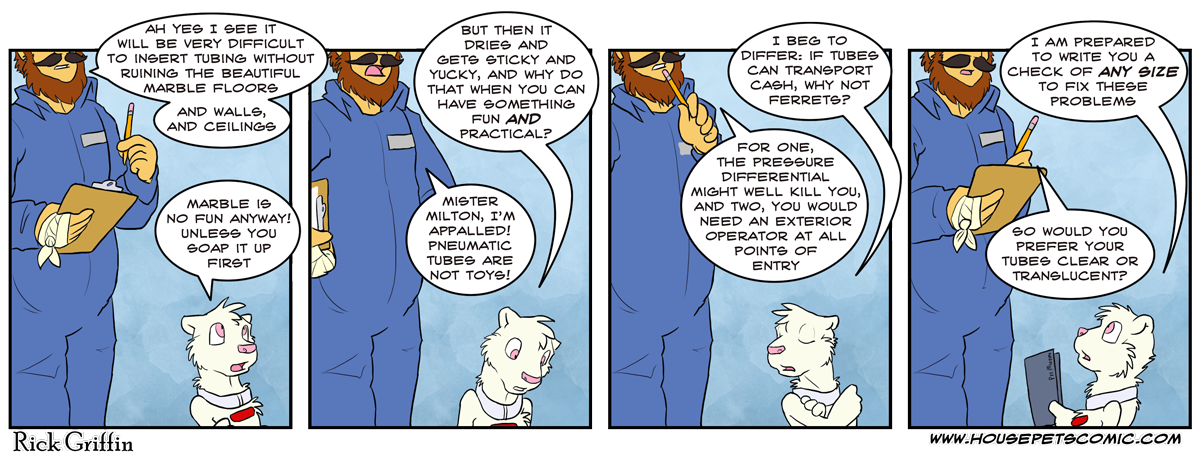 AH YES I SEE IT
WILL BE VERY DIFFICULT
TO INSERT TUBING WITHOUT
RUINING THE BEAUTIFUL
MARBLE FLOORS
AND WALLS,
AND CEILINGS
MARBLE IS
NO FUN ANYWAY!
UNLESS YOU
SOAP IT UP
FIRST
BUT THEN IT
DRIES AND
GETS STICKY AND
YUCKY, AND WHY DO
THAT WHEN YOU CAN
HAVE SOMETHING
FUN AND
PRACTICAL?
MISTER
MILTON, I'M
APPALLED!
PNEUMATIC
TUBES ARE
NOT TOYS!
I BEG TO
DIFFER: IF TUBES
CAN TRANSPORT
CASH, WHY NOT
FERRETS?
FOR ONE,
THE PRESSURE
DIFFERENTIAL
MIGHT WELL KILL YOU,
AND TWO, YOU WOULD
NEED AN EXTERIOR
OPERATOR AT ALL
POINTS OF
ENTRY
I AM PREPARED
TO WRITE YOU A
CHECK OF ANY SIZE
TO FIX THESE
PROBLEMS
SO WOULD YOU
PREFER YOUR
TUBES CLEAR OR
TRANSLUCENT?
Rick Griffin
WWW.HOUSEPETSCOMIC.COM